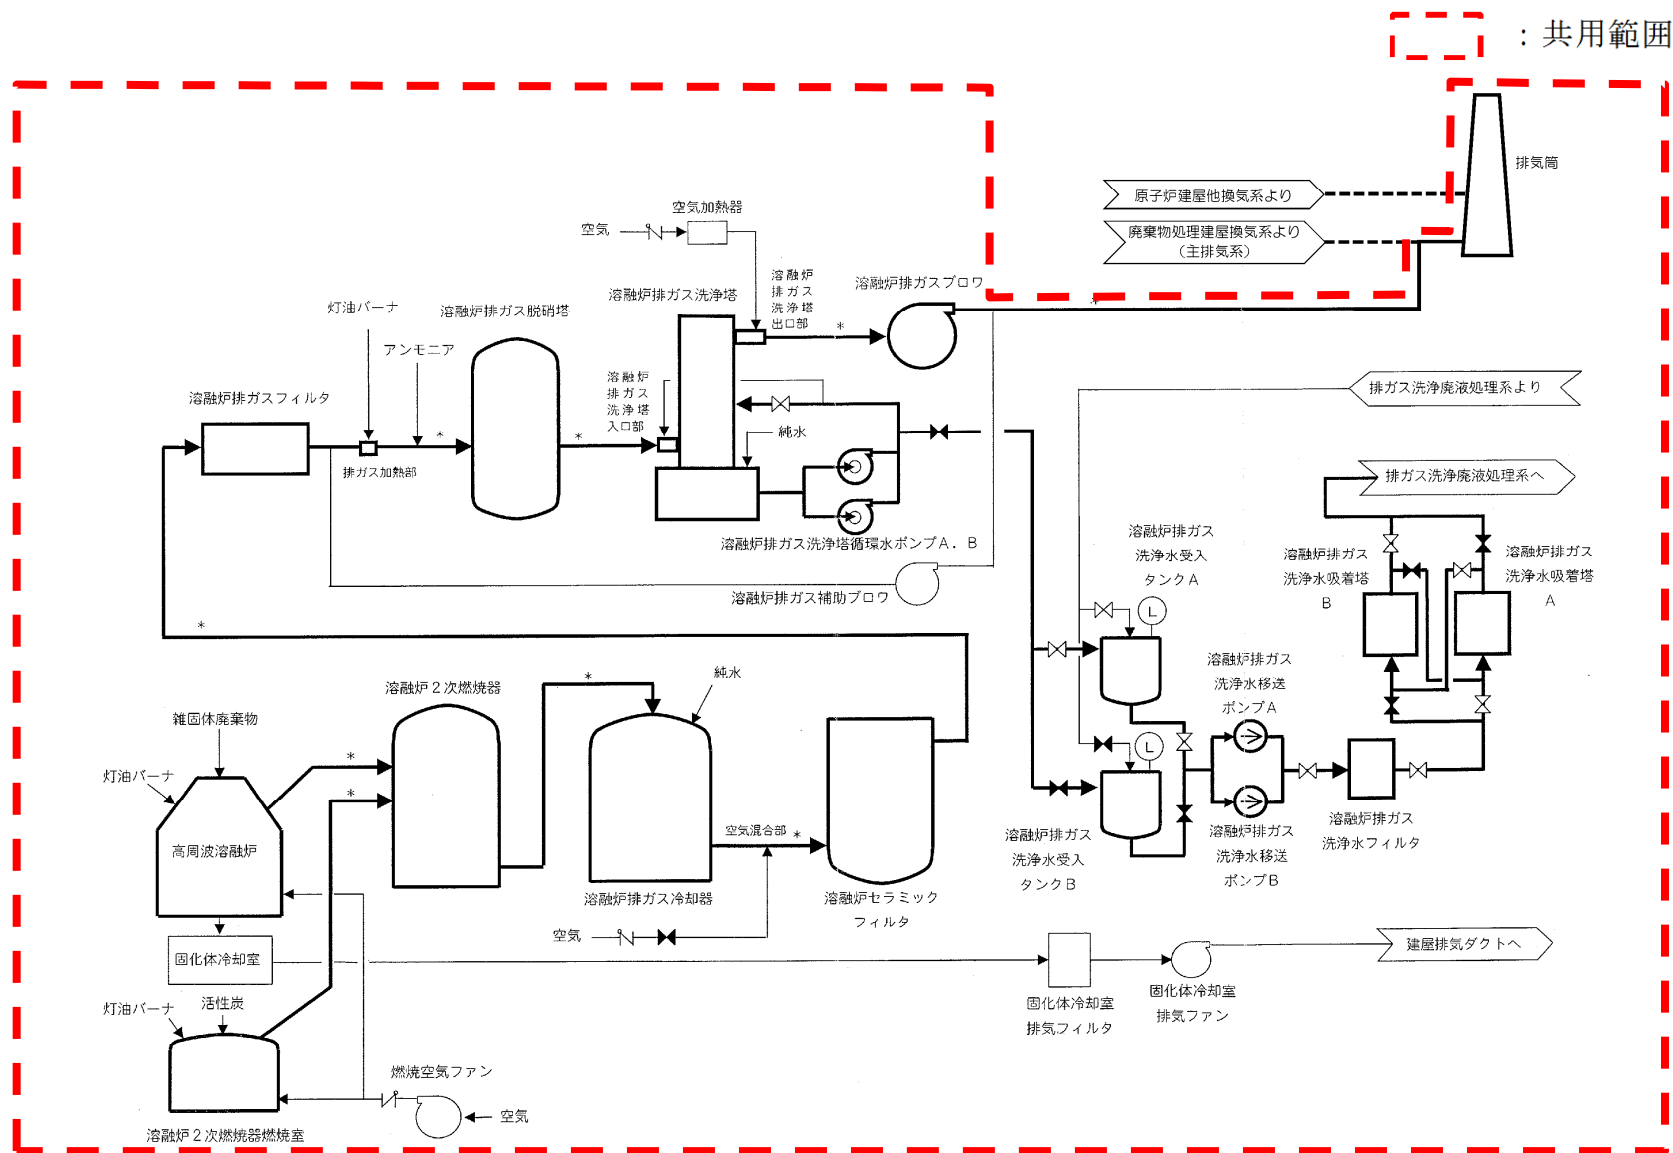 ：共用範囲
排気筒
原子炉建屋他換気系より
廃棄物処理建屋換気系より
（主排気系）
空気加熱器
空気
溶融炉
排ガス
洗浄塔
出口部
溶融炉排ガスブロワ
溶融炉排ガス洗浄塔
灯油バーナ
溶融炉排ガス脱硝塔
*
アンモニア
溶融炉
排ガス
洗浄塔
入口部
溶融炉排ガスフィルタ
*
*
純水
排ガス加熱部
排ガス洗浄廃液処理系より
排ガス洗浄廃液処理系へ
溶融炉排ガス洗浄塔循環水ポンプA．B
溶融炉排ガス補助ブロワ
溶融炉排ガス
洗浄水受入
タンクA
L
溶融炉排ガス
洗浄水吸着塔
B
溶融炉排ガス
洗浄水吸着塔
A
*
溶融炉２次燃焼器
*
純水
溶融炉排ガス
洗浄水移送
ポンプA
雑固体廃棄物
灯油バーナ
*
*
高周波溶融炉
L
空気混合部
*
溶融炉排ガス
洗浄水受入
タンクB
溶融炉排ガス
洗浄水移送
ポンプB
溶融炉排ガス
洗浄水フィルタ
溶融炉排ガス冷却器
溶融炉セラミック
フィルタ
空気
固化体冷却室
建屋排気ダクトへ
固化体冷却室
排気フィルタ
固化体冷却室
排気ファン
灯油バーナ
活性炭
燃焼空気ファン
空気
溶融炉２次燃焼器燃焼室